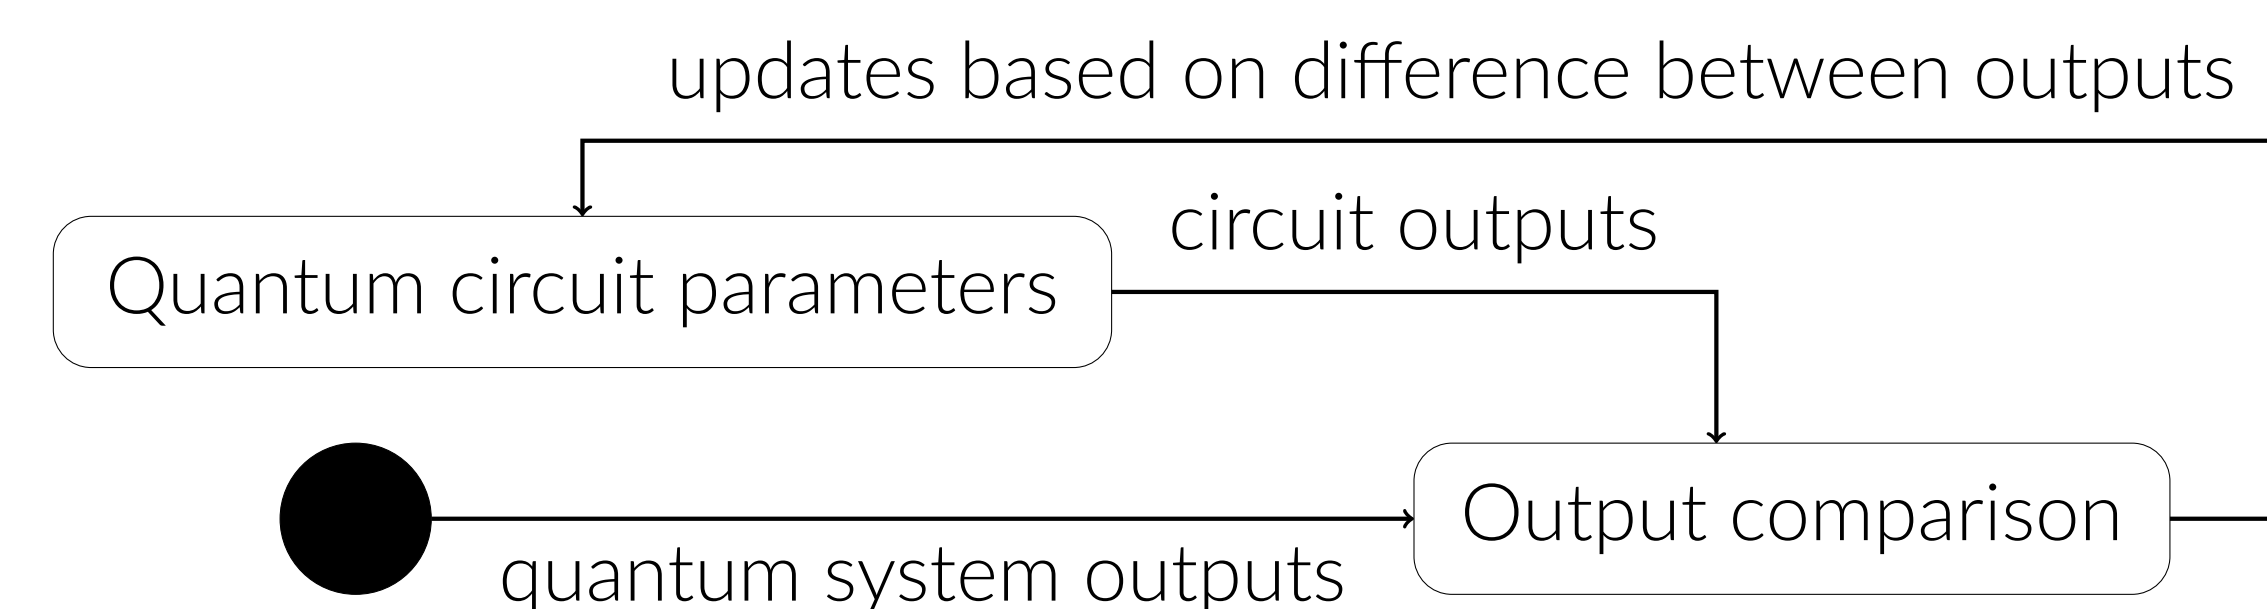 updates based on difference between outputs
circuit outputs
Quantum circuit parameters
Output comparison
quantum system outputs